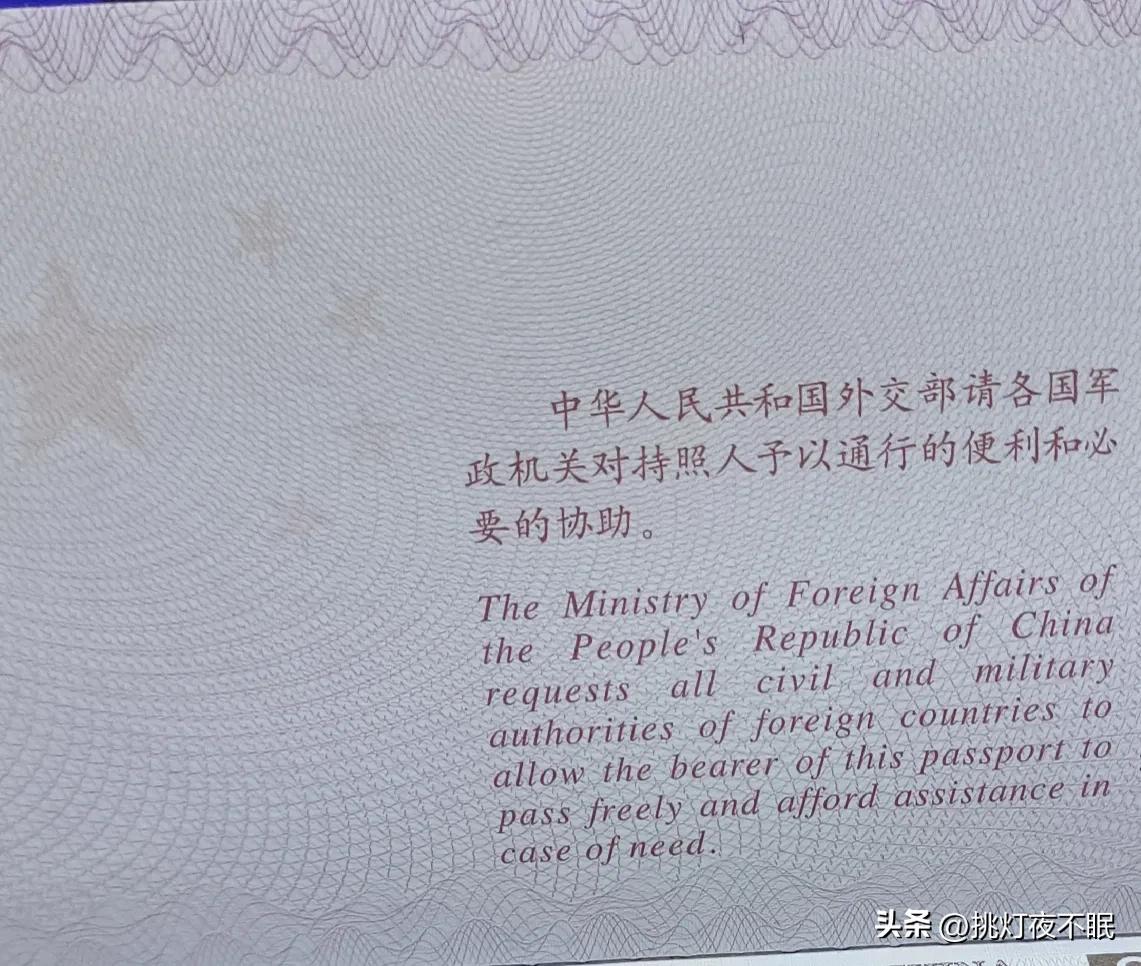 中华人民共和国外交部请各国军
政机关对持照人予以通行的便利和必
要的协助。
The Ministry of Foreign Affairs of
the People's Republic of China
requests all civil and military
authorities of foreign countries to
allow the bearer of this passport to
pass freely and afford assistance in
case of need.
头条 @挑灯夜不眠